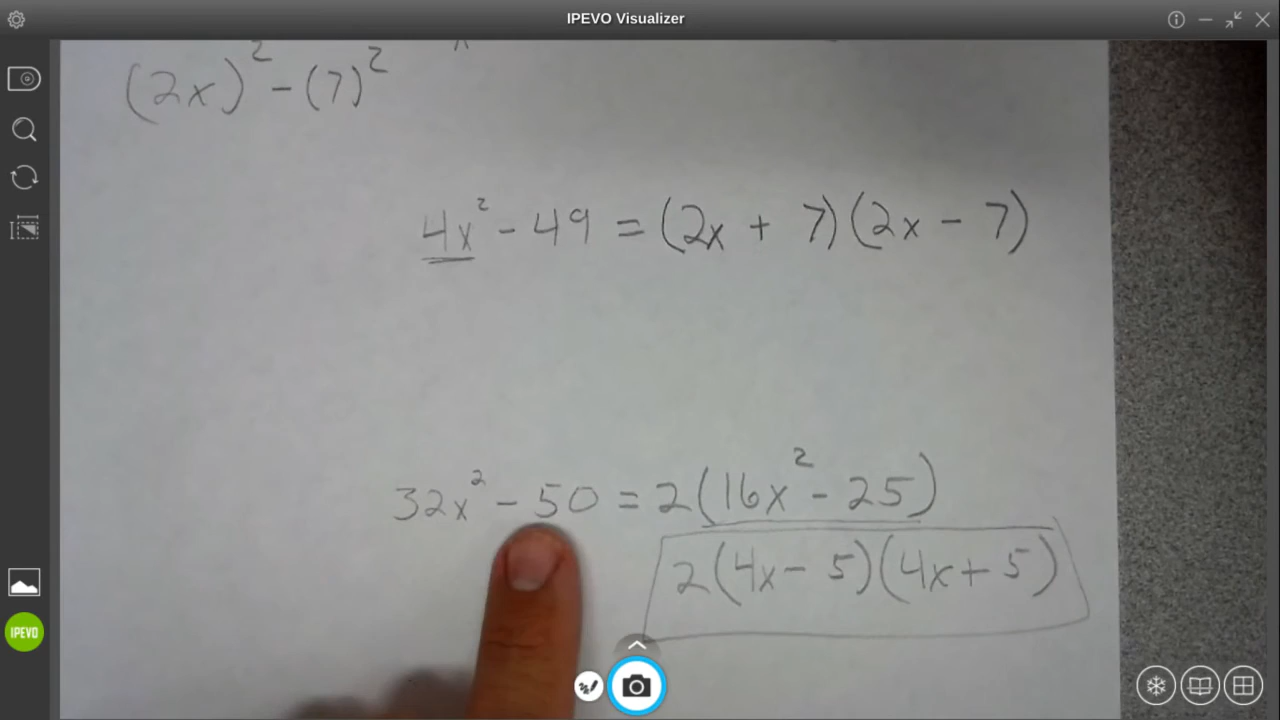 IPEVO Visualizer
(2x)² - (7)²
4x² - 49 = (2x + 7)(2x - 7)
32x² - 50 = 2(16x² - 25)
2(4x - 5)(4x + 5)
IPEVO